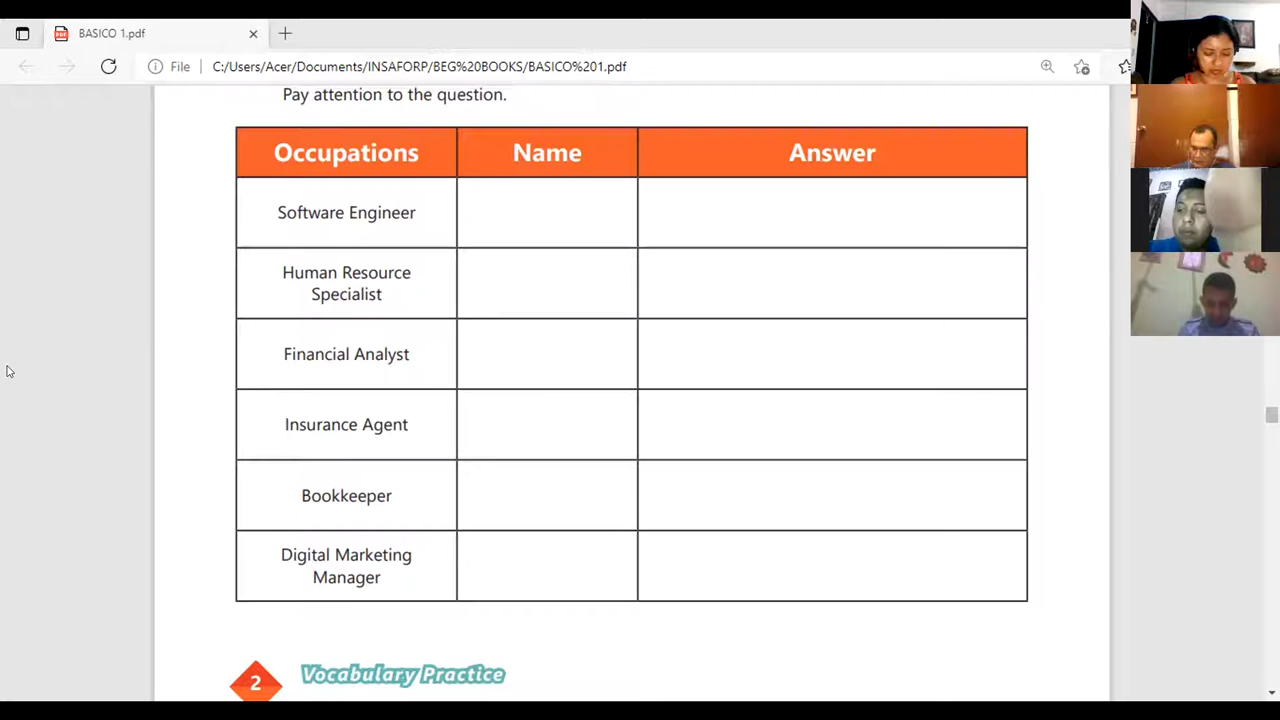 BASICO 1.pdf
File C:/Users/Acer/Documents/INSAFORP/BEG%20BOOKS/BASICO%201.pdf
Pay attention to the question.
Occupations Name Answer
Software Engineer
Human Resource
Specialist
Financial Analyst
Insurance Agent
Bookkeeper
Digital Marketing
Manager
2 Vocabulary Practice